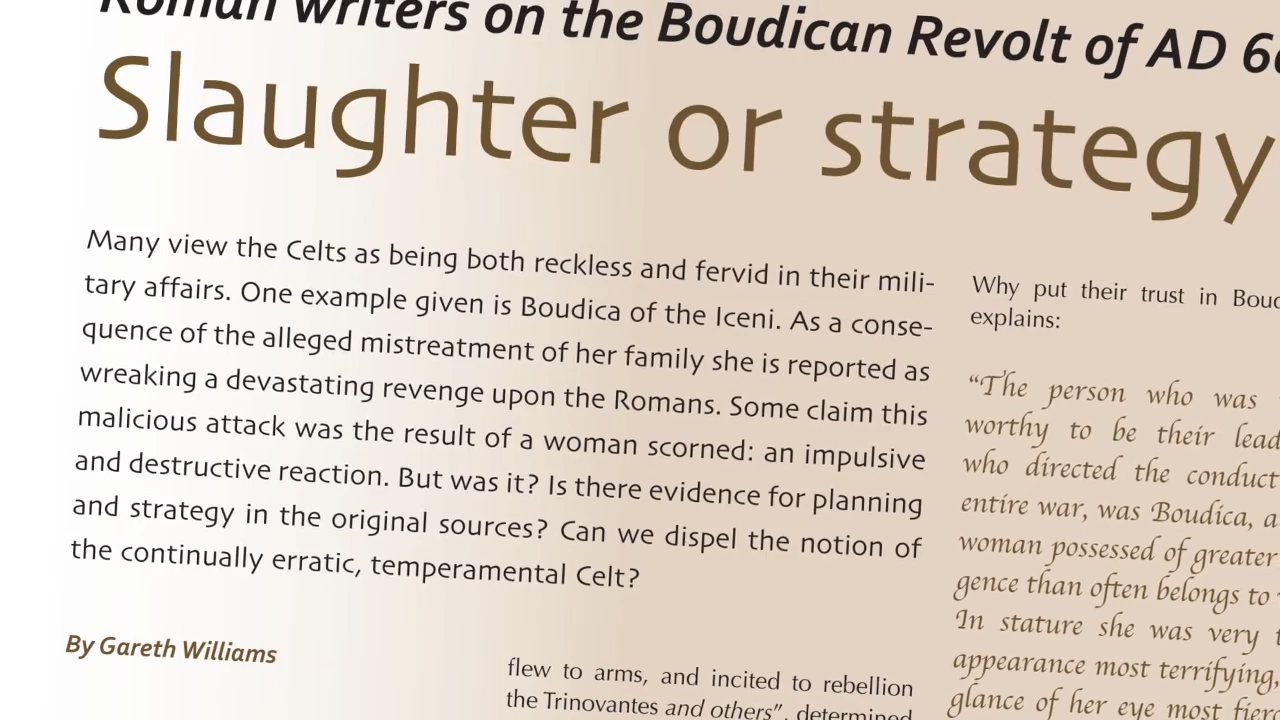 Roman writers on the Boudican Revolt of AD
Slaughter or strategy
Many view the Celts as being both reckless and fervid in their mili-
tary affairs. One example given is Boudica of the Iceni. As a conse-
quence of the alleged mistreatment of her family she is reported as
wreaking a devastating revenge upon the Romans. Some claim this
malicious attack was the result of a woman scorned: an impulsive
and destructive reaction. But was it? Is there evidence for planning
and strategy in the original sources? Can we dispel the notion of
the continually erratic, temperamental Celt?
By Gareth Williams
flew to arms, and incited to rebellion
the Trinovantes and others”, determined
Why put their trust in
explains:
“The person who was
worthy to be their
who directed the conduct
entire war, was Boudica,
woman possessed of greater
gence than often belongs to
In stature she was very
appearance most terrifying,
glance of her eye most